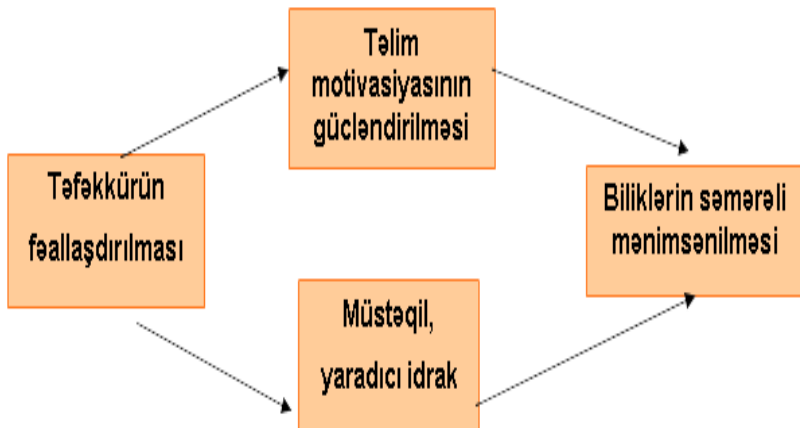 Təlim
motivasiyasının
gücləndirilməsi
Təfəkkürün
fəallaşdırılması
Biliklərin səmərəli
mənimsənilməsi
Müstəqil,
yaradıcı idrak